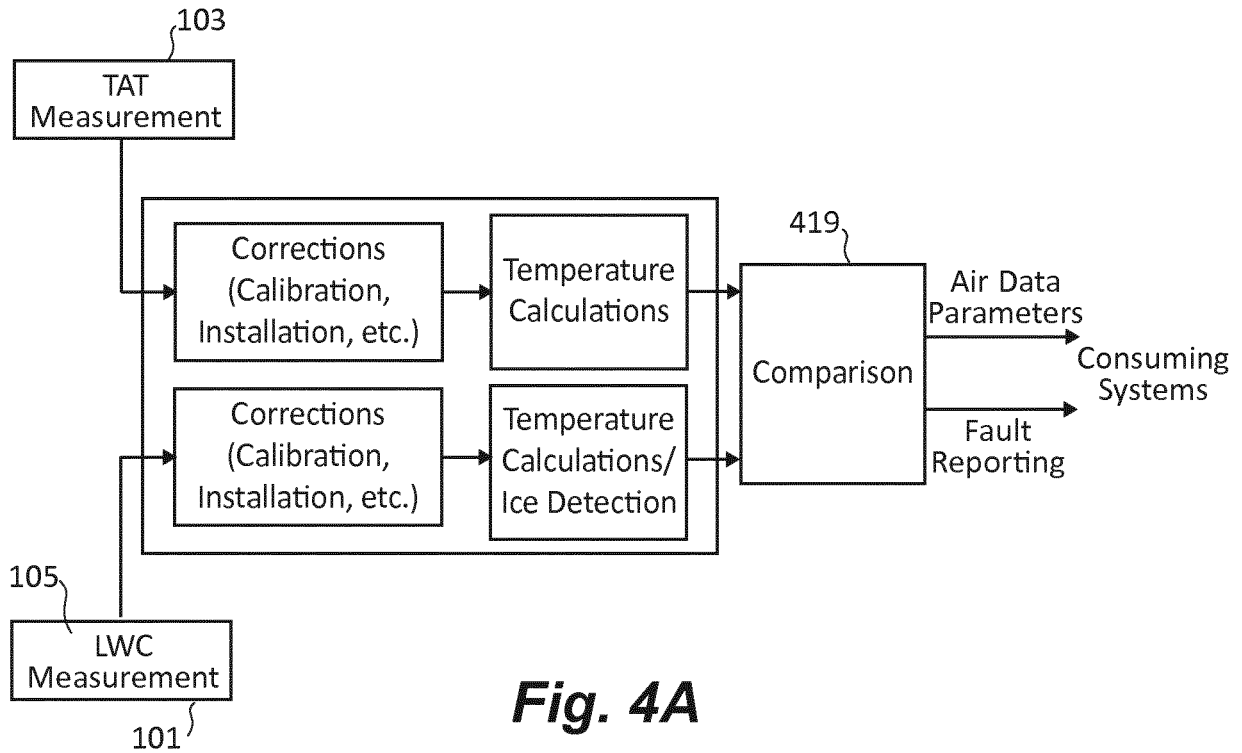 103
TAT
Measurement
Corrections
(Calibration,
Installation, etc.)
Temperature
Calculations
419
Comparison
Air Data
Parameters
Consuming
Systems
Fault
Reporting
Corrections
(Calibration,
Installation, etc.)
Temperature
Calculations/
Ice Detection
105
LWC
Measurement
101
Fig. 4A